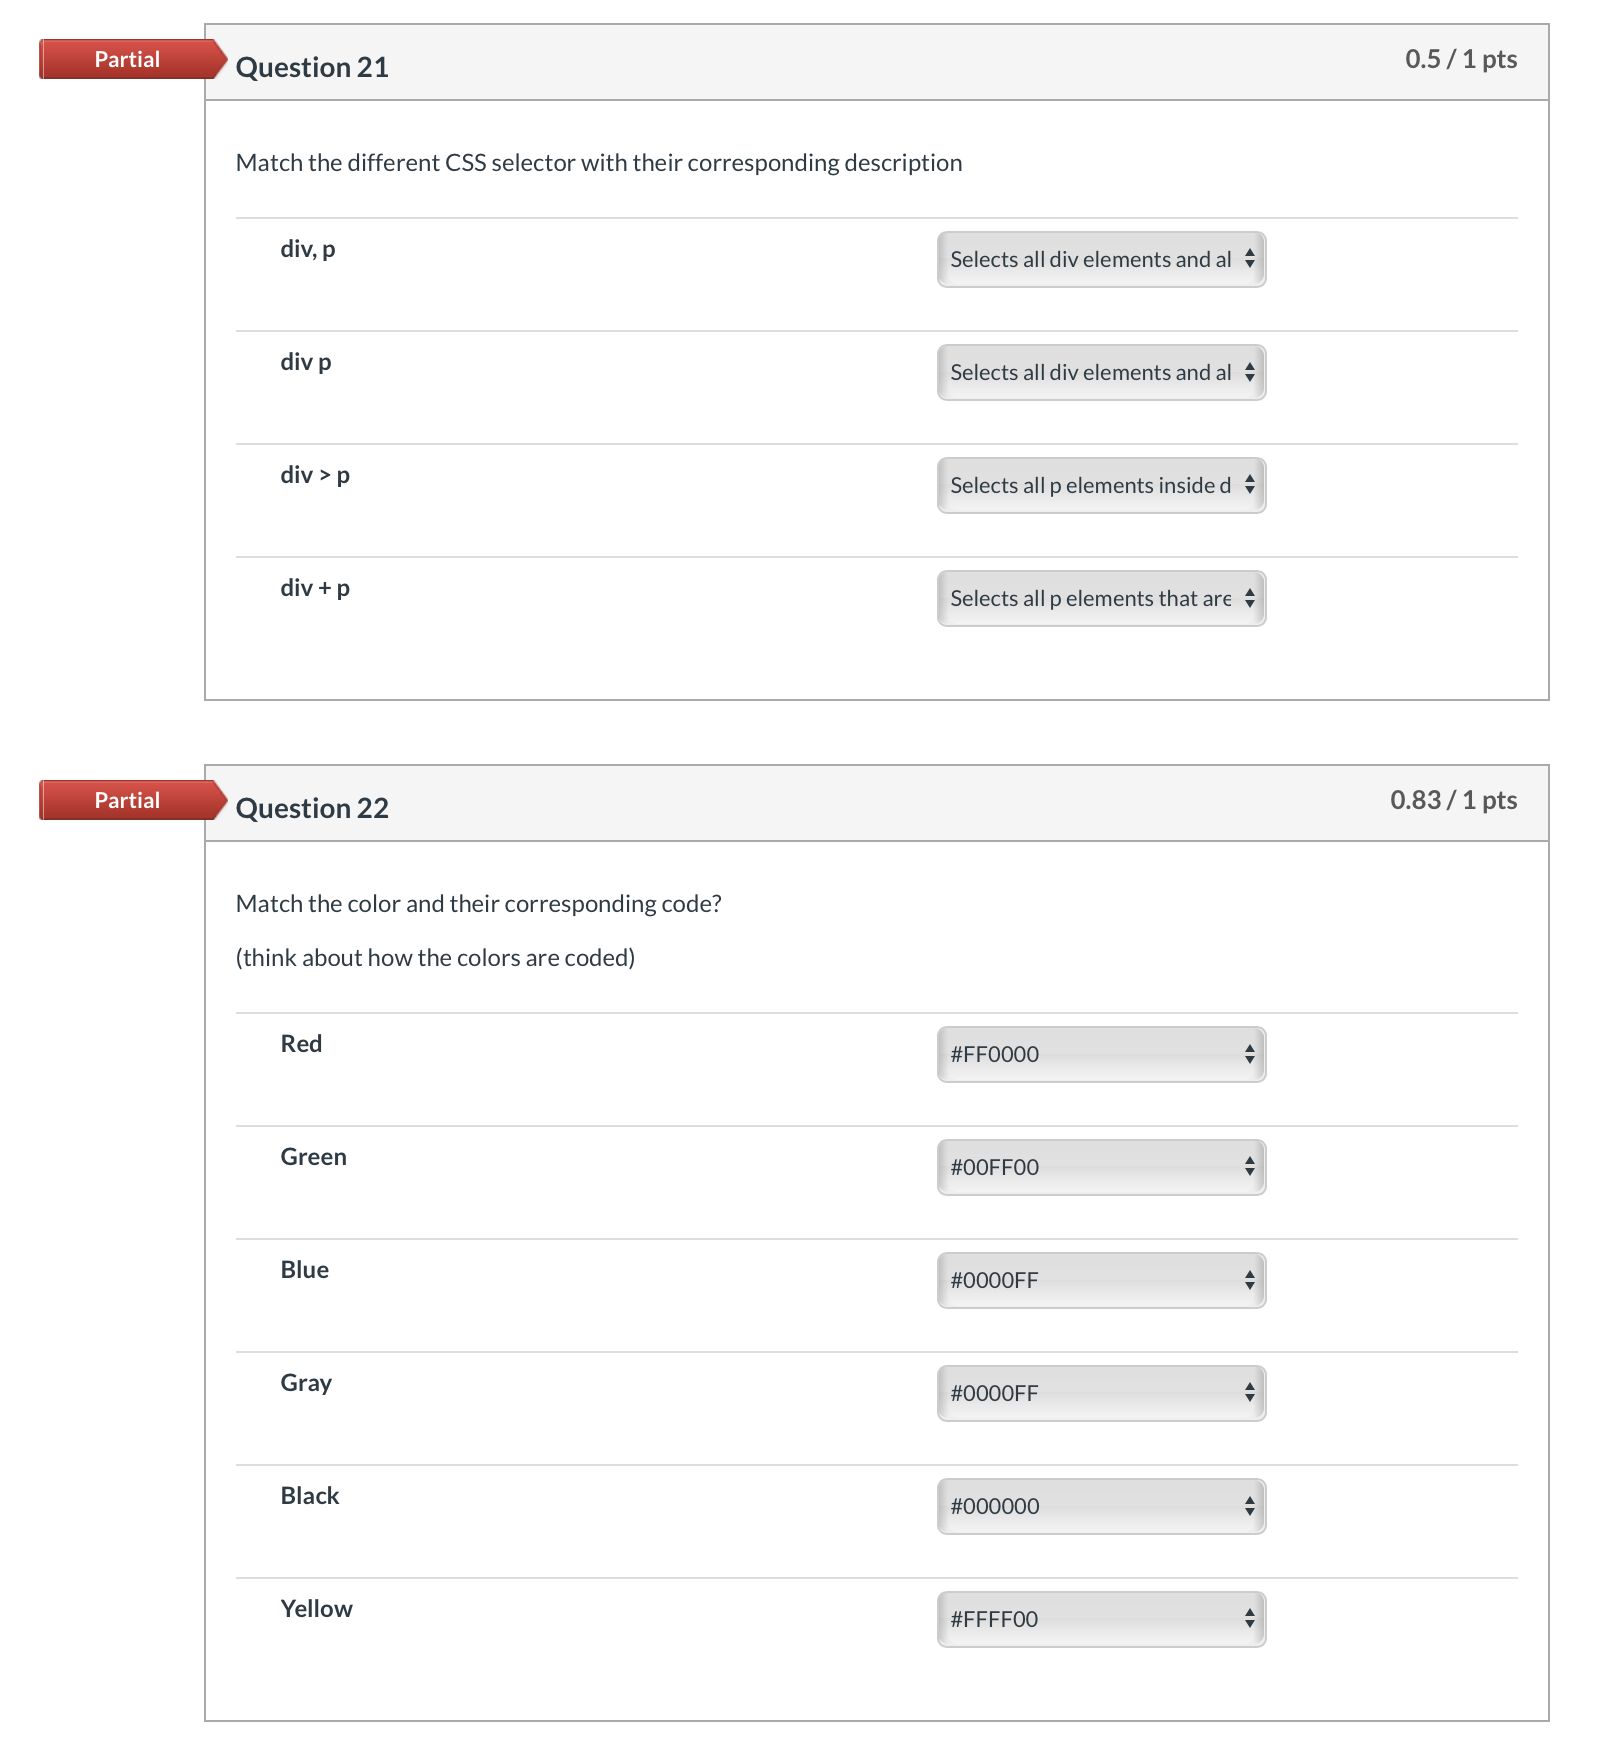 Partial
Question 21
0.5 / 1 pts
Match the different CSS selector with their corresponding description
div, p
Selects all div elements and al
div p
Selects all div elements and al
div > p
Selects all p elements inside d
div + p
Selects all p elements that are
Partial
Question 22
0.83 / 1 pts
Match the color and their corresponding code?
(think about how the colors are coded)
Red
#FF0000
Green
#00FF00
Blue
#0000FF
Gray
#0000FF
Black
#000000
Yellow
#FFFF00